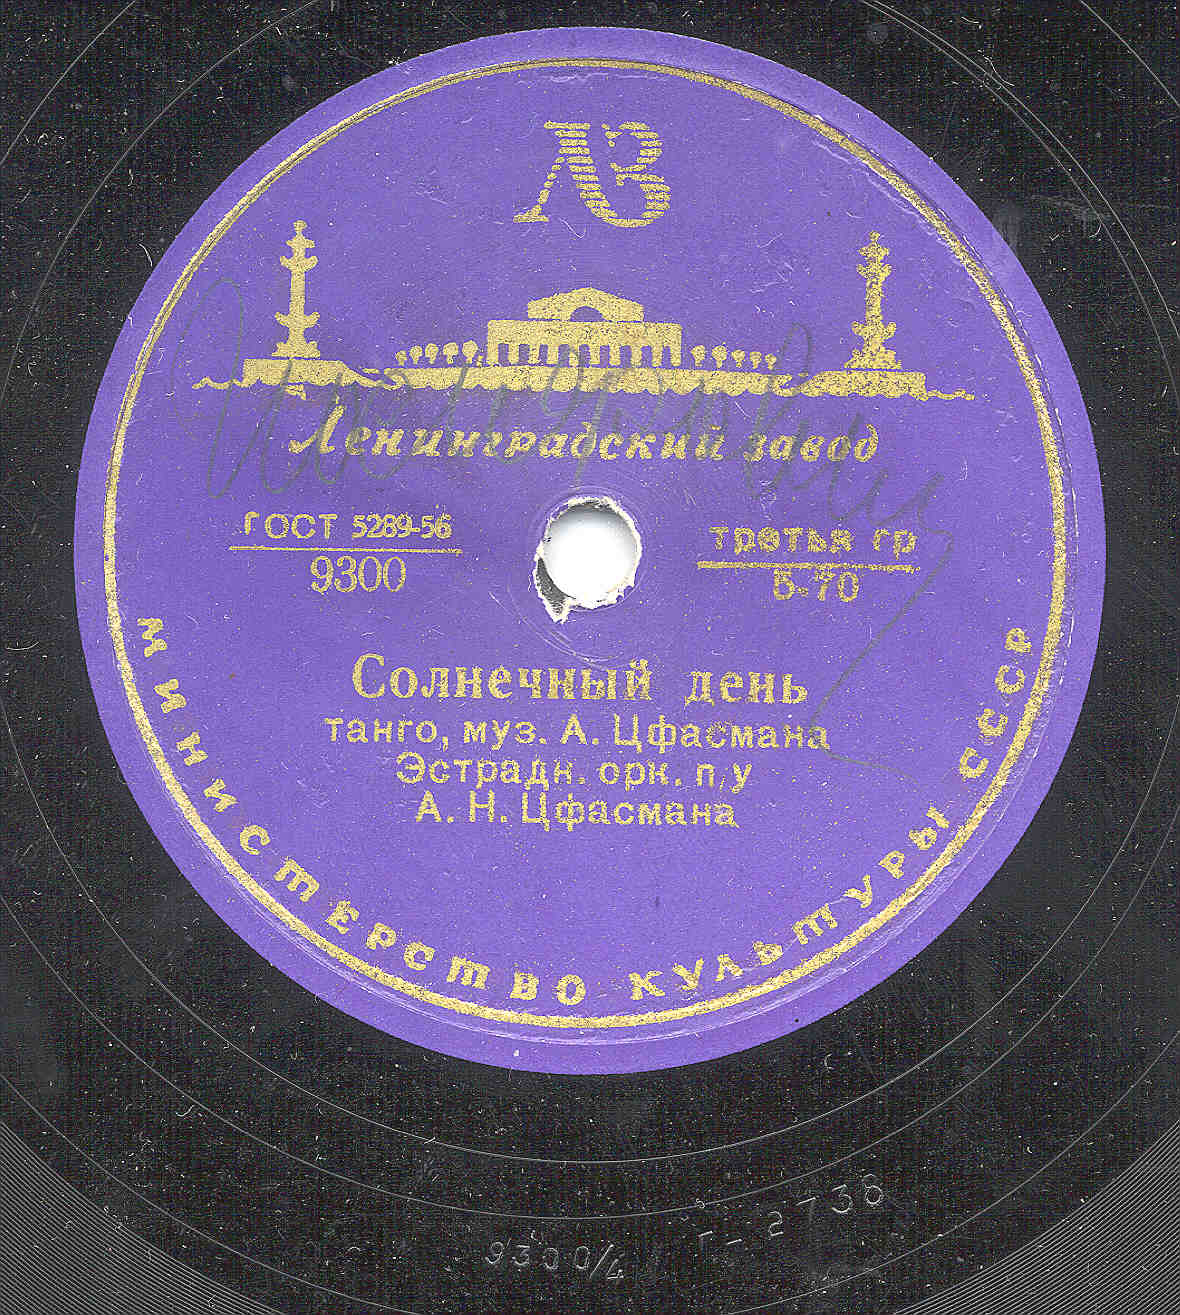 ЛЗ
Ленинградский завод
ГОСТ 5289-56
9300
третья гр
5-70
Солнечный день
танго, муз. А. Цфасмана
Эстрадн. орк. п/у
А. Н. Цфасмана
МИНИСТЕРСТВО КУЛЬТУРЫ СССР
9300/4 Г-2738